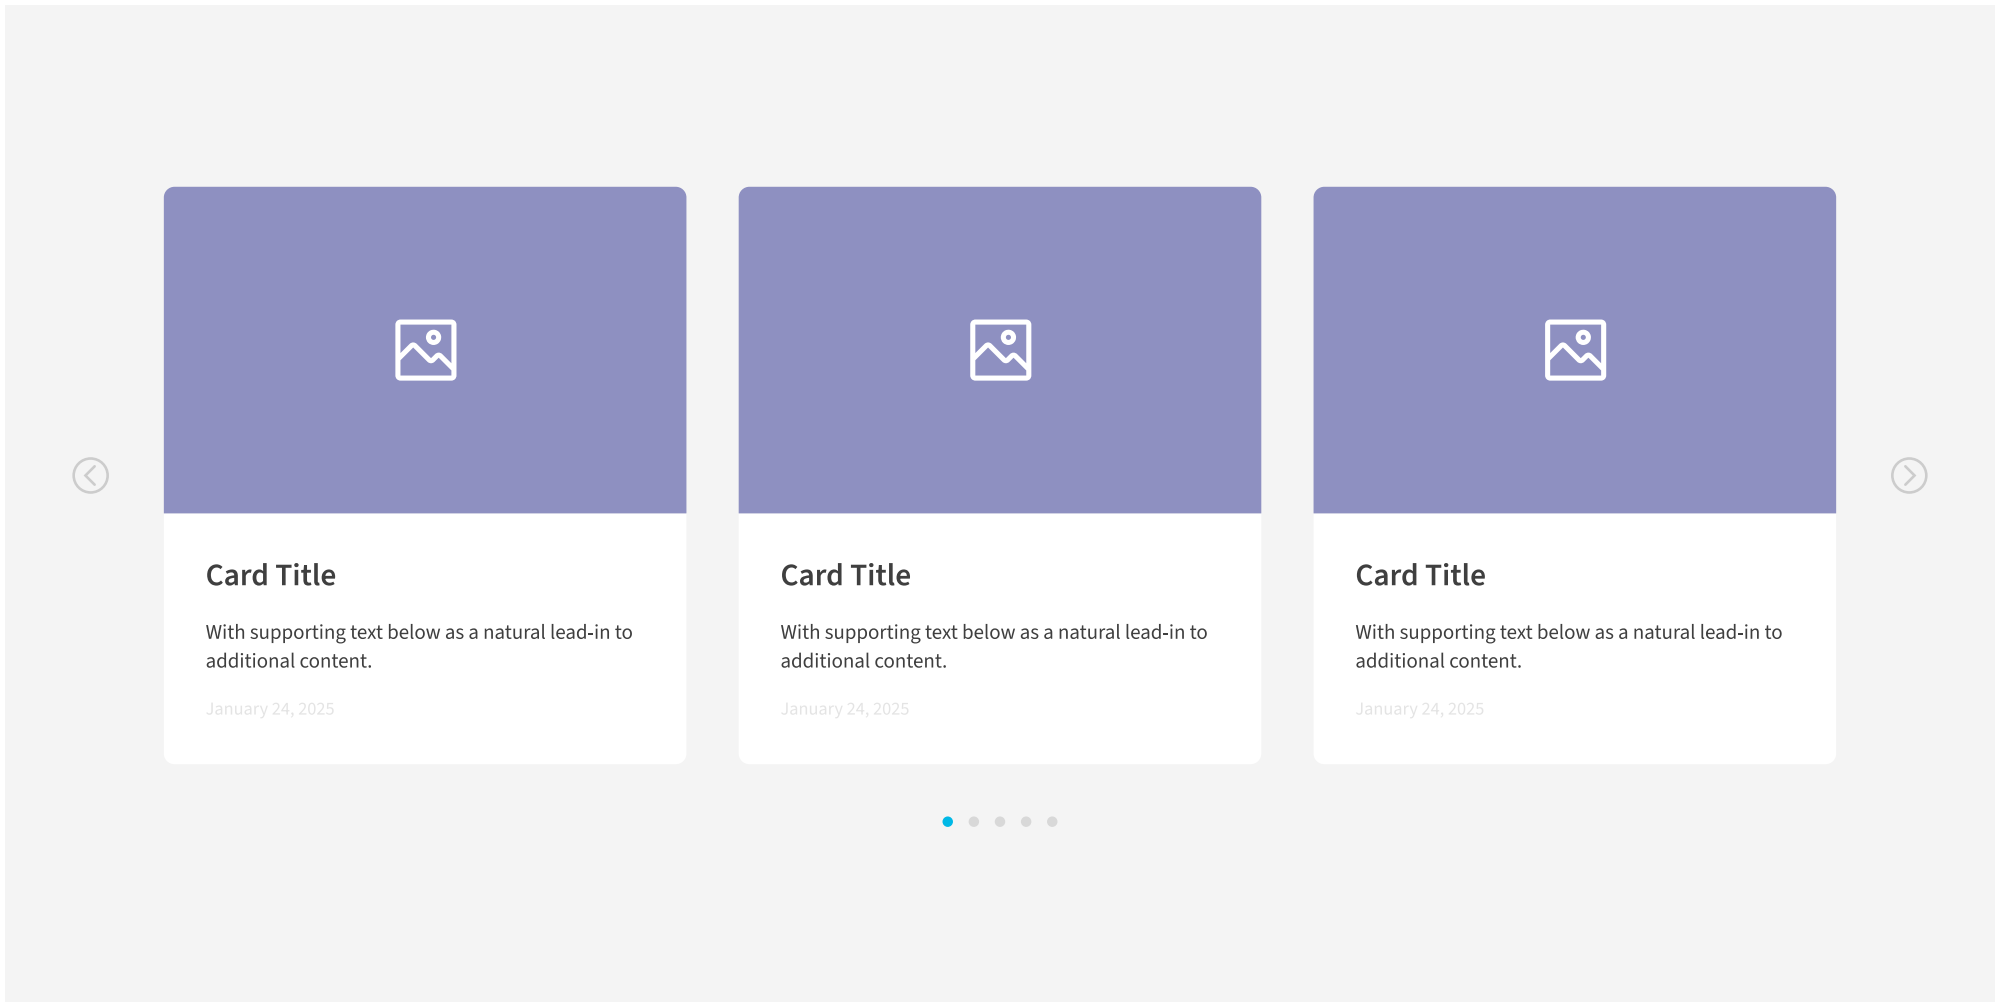 Card Title
With supporting text below as a natural lead-in to
additional content.
January 24, 2025
Card Title
With supporting text below as a natural lead-in to
additional content.
January 24, 2025
Card Title
With supporting text below as a natural lead-in to
additional content.
January 24, 2025